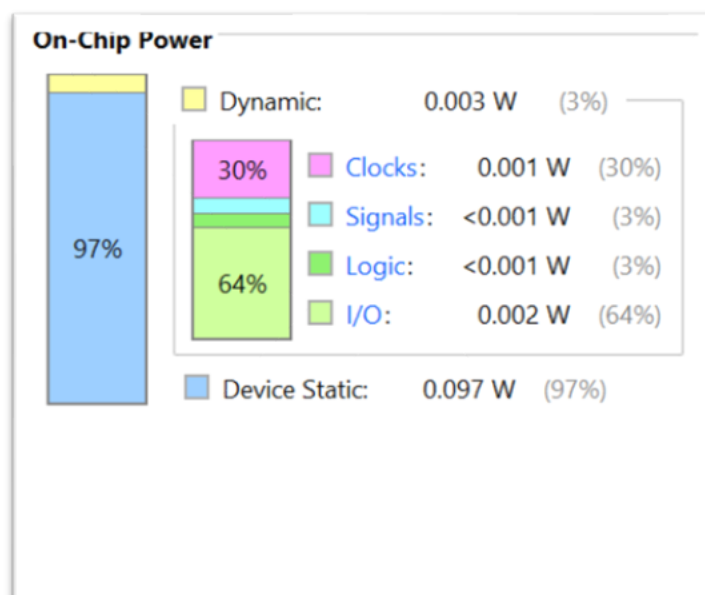 On-Chip Power
Dynamic: 0.003 W (3%)
30% Clocks: 0.001 W (30%)
Signals: <0.001 W (3%)
97% Logic: <0.001 W (3%)
64% I/O: 0.002 W (64%)
Device Static: 0.097 W (97%)